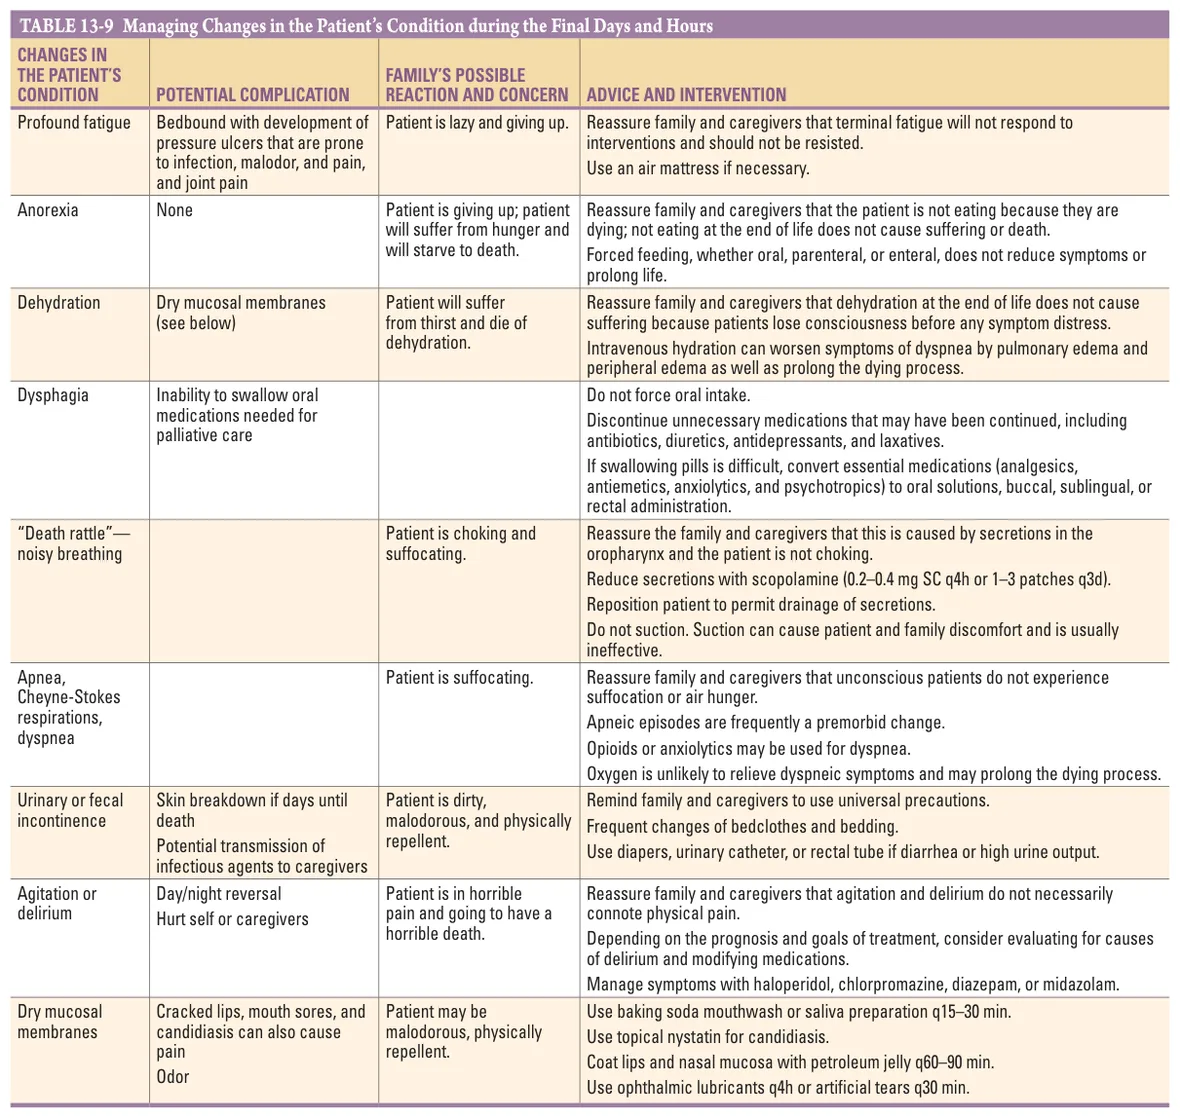 TABLE 13-9 Managing Changes in the Patient's Condition during the Final Days and Hours
CHANGES IN
THE PATIENT'S
CONDITION
POTENTIAL COMPLICATION
FAMILY'S POSSIBLE
REACTION AND CONCERN
ADVICE AND INTERVENTION
Profound fatigue
Bedbound with development of
pressure ulcers that are prone
to infection, malodor, and pain,
and joint pain
Patient is lazy and giving up.
Reassure family and caregivers that terminal fatigue will not respond to
interventions and should not be resisted.
Use an air mattress if necessary.
Anorexia
None
Patient is giving up; patient
will suffer from hunger and
will starve to death.
Reassure family and caregivers that the patient is not eating because they are
dying; not eating at the end of life does not cause suffering or death.
Forced feeding, whether oral, parenteral, or enteral, does not reduce symptoms or
prolong life.
Dehydration
Dry mucosal membranes
(see below)
Patient will suffer
from thirst and die of
dehydration.
Reassure family and caregivers that dehydration at the end of life does not cause
suffering because patients lose consciousness before any symptom distress.
Intravenous hydration can worsen symptoms of dyspnea by pulmonary edema and
peripheral edema as well as prolong the dying process.
Dysphagia
Inability to swallow oral
medications needed for
palliative care
Do not force oral intake.
Discontinue unnecessary medications that may have been continued, including
antibiotics, diuretics, antidepressants, and laxatives.
If swallowing pills is difficult, convert essential medications (analgesics,
antiemetics, anxiolytics, and psychotropics) to oral solutions, buccal, sublingual, or
rectal administration.
“Death rattle”—
noisy breathing
Patient is choking and
suffocating.
Reassure the family and caregivers that this is caused by secretions in the
oropharynx and the patient is not choking.
Reduce secretions with scopolamine (0.2–0.4 mg SC q4h or 1–3 patches q3d).
Reposition patient to permit drainage of secretions.
Do not suction. Suction can cause patient and family discomfort and is usually
ineffective.
Apnea,
Cheyne-Stokes
respirations,
dyspnea
Patient is suffocating.
Reassure family and caregivers that unconscious patients do not experience
suffocation or air hunger.
Apneic episodes are frequently a premorbid change.
Opioids or anxiolytics may be used for dyspnea.
Oxygen is unlikely to relieve dyspneic symptoms and may prolong the dying process.
Urinary or fecal
incontinence
Skin breakdown if days until
death
Potential transmission of
infectious agents to caregivers
Patient is dirty,
malodorous, and physically
repellent.
Remind family and caregivers to use universal precautions.
Frequent changes of bedclothes and bedding.
Use diapers, urinary catheter, or rectal tube if diarrhea or high urine output.
Agitation or
delirium
Day/night reversal
Hurt self or caregivers
Patient is in horrible
pain and going to have a
horrible death.
Reassure family and caregivers that agitation and delirium do not necessarily
connote physical pain.
Depending on the prognosis and goals of treatment, consider evaluating for causes
of delirium and modifying medications.
Manage symptoms with haloperidol, chlorpromazine, diazepam, or midazolam.
Dry mucosal
membranes
Cracked lips, mouth sores, and
candidiasis can also cause
pain
Odor
Patient may be
malodorous, physically
repellent.
Use baking soda mouthwash or saliva preparation q15–30 min.
Use topical nystatin for candidiasis.
Coat lips and nasal mucosa with petroleum jelly q60–90 min.
Use ophthalmic lubricants q4h or artificial tears q30 min.